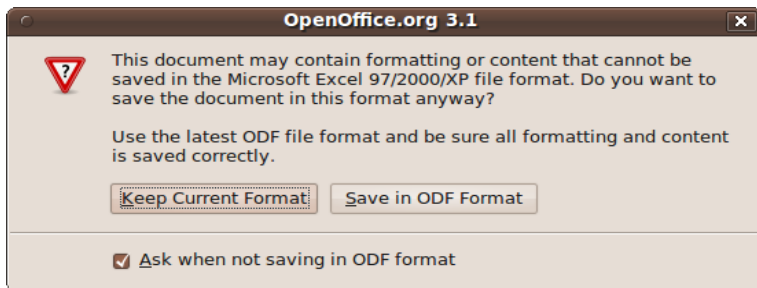 OpenOffice.org 3.1
This document may contain formatting or content that cannot be
saved in the Microsoft Excel 97/2000/XP file format. Do you want to
save the document in this format anyway?
Use the latest ODF file format and be sure all formatting and content
is saved correctly.
Keep Current Format Save in ODF Format
Ask when not saving in ODF format